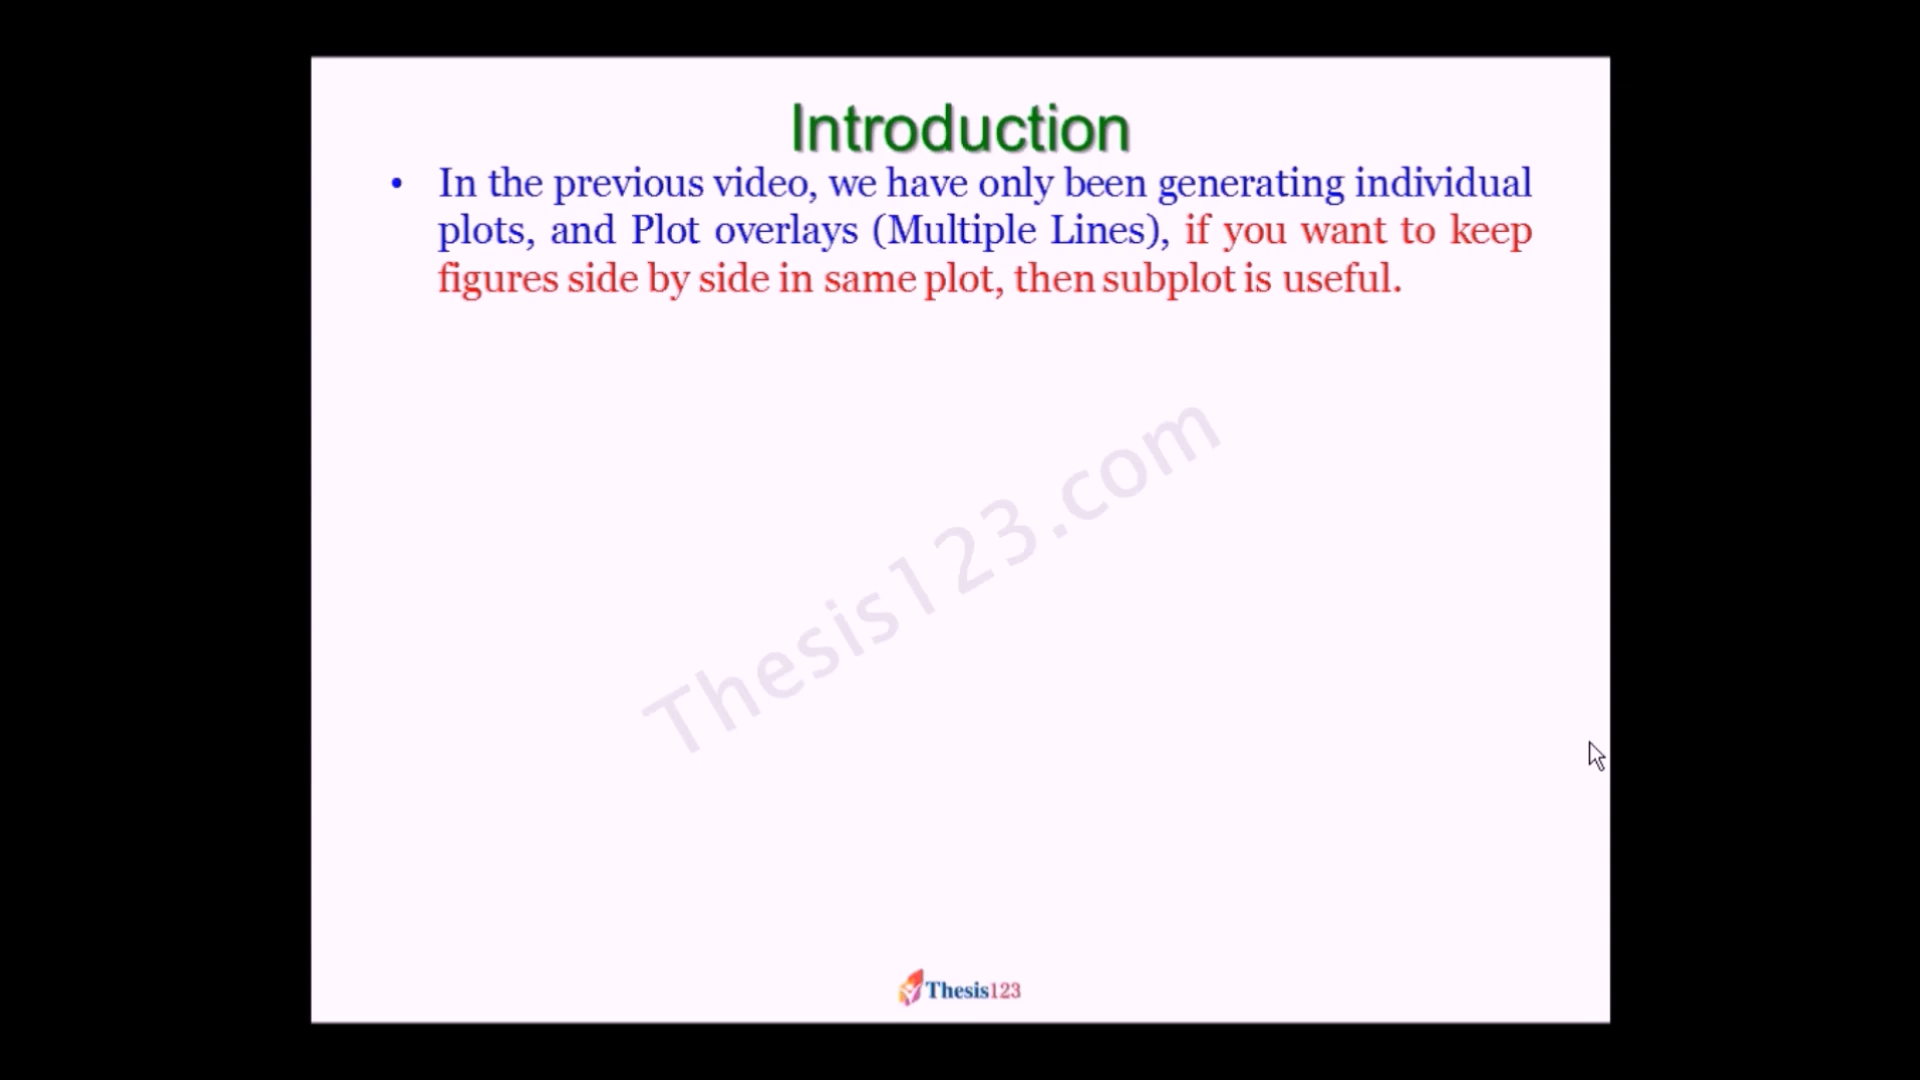 Introduction
• In the previous video, we have only been generating individual
plots, and Plot overlays (Multiple Lines), if you want to keep
figures side by side in same plot, then subplot is useful.
Thesis123.com
Thesis123